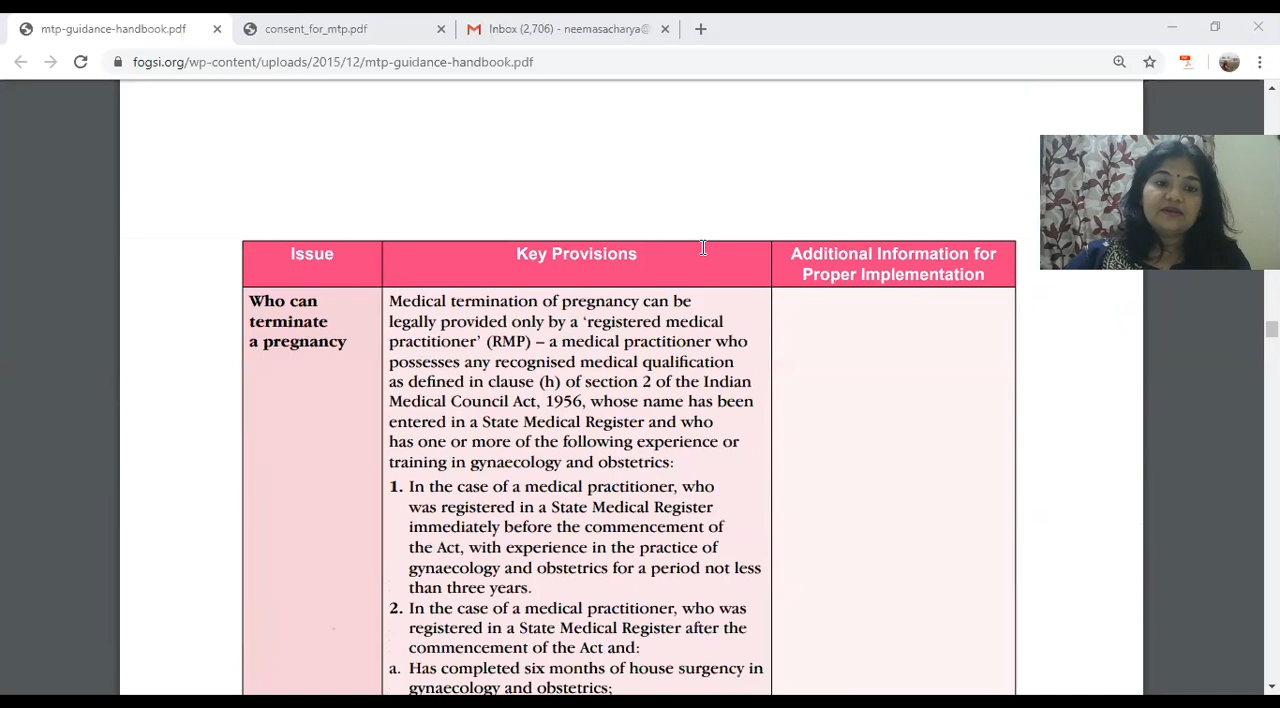 mtp-guidance-handbook.pdf
consent_for_mtp.pdf
Inbox (2,706) - neemasacharya@
fogsi.org/wp-content/uploads/2015/12/mtp-guidance-handbook.pdf
Issue
Key Provisions
Additional Information for
Proper Implementation
Who can
terminate
a pregnancy
Medical termination of pregnancy can be
legally provided only by a ‘registered medical
practitioner’ (RMP) – a medical practitioner who
possesses any recognised medical qualification
as defined in clause (h) of section 2 of the Indian
Medical Council Act, 1956, whose name has been
entered in a State Medical Register and who
has one or more of the following experience or
training in gynaecology and obstetrics:
1. In the case of a medical practitioner, who
was registered in a State Medical Register
immediately before the commencement of
the Act, with experience in the practice of
gynaecology and obstetrics for a period not less
than three years.
2. In the case of a medical practitioner, who was
registered in a State Medical Register after the
commencement of the Act and:
a. Has completed six months of house surgency in
gynaecology and obstetrics;